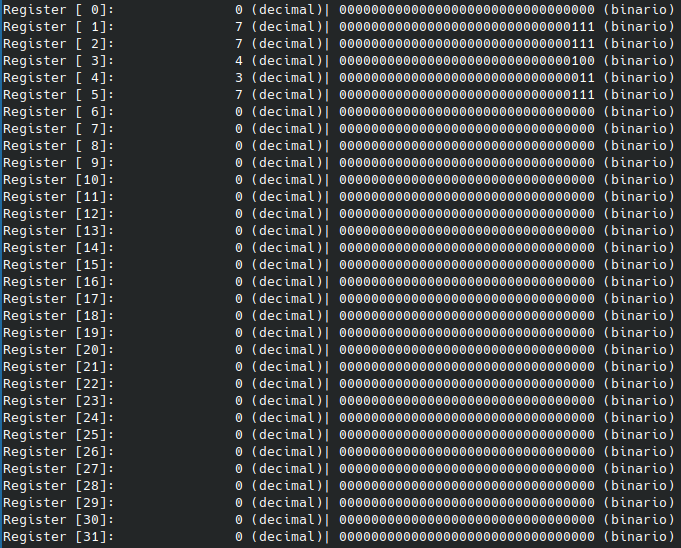 Register [ 0]:               0 (decimal)| 00000000000000000000000000000000 (binario)
Register [ 1]:               7 (decimal)| 00000000000000000000000000000111 (binario)
Register [ 2]:               7 (decimal)| 00000000000000000000000000000111 (binario)
Register [ 3]:               4 (decimal)| 00000000000000000000000000000100 (binario)
Register [ 4]:               3 (decimal)| 00000000000000000000000000000011 (binario)
Register [ 5]:               7 (decimal)| 00000000000000000000000000000111 (binario)
Register [ 6]:               0 (decimal)| 00000000000000000000000000000000 (binario)
Register [ 7]:               0 (decimal)| 00000000000000000000000000000000 (binario)
Register [ 8]:               0 (decimal)| 00000000000000000000000000000000 (binario)
Register [ 9]:               0 (decimal)| 00000000000000000000000000000000 (binario)
Register [10]:               0 (decimal)| 00000000000000000000000000000000 (binario)
Register [11]:               0 (decimal)| 00000000000000000000000000000000 (binario)
Register [12]:               0 (decimal)| 00000000000000000000000000000000 (binario)
Register [13]:               0 (decimal)| 00000000000000000000000000000000 (binario)
Register [14]:               0 (decimal)| 00000000000000000000000000000000 (binario)
Register [15]:               0 (decimal)| 00000000000000000000000000000000 (binario)
Register [16]:               0 (decimal)| 00000000000000000000000000000000 (binario)
Register [17]:               0 (decimal)| 00000000000000000000000000000000 (binario)
Register [18]:               0 (decimal)| 00000000000000000000000000000000 (binario)
Register [19]:               0 (decimal)| 00000000000000000000000000000000 (binario)
Register [20]:               0 (decimal)| 00000000000000000000000000000000 (binario)
Register [21]:               0 (decimal)| 00000000000000000000000000000000 (binario)
Register [22]:               0 (decimal)| 00000000000000000000000000000000 (binario)
Register [23]:               0 (decimal)| 00000000000000000000000000000000 (binario)
Register [24]:               0 (decimal)| 00000000000000000000000000000000 (binario)
Register [25]:               0 (decimal)| 00000000000000000000000000000000 (binario)
Register [26]:               0 (decimal)| 00000000000000000000000000000000 (binario)
Register [27]:               0 (decimal)| 00000000000000000000000000000000 (binario)
Register [28]:               0 (decimal)| 00000000000000000000000000000000 (binario)
Register [29]:               0 (decimal)| 00000000000000000000000000000000 (binario)
Register [30]:               0 (decimal)| 00000000000000000000000000000000 (binario)
Register [31]:               0 (decimal)| 00000000000000000000000000000000 (binario)